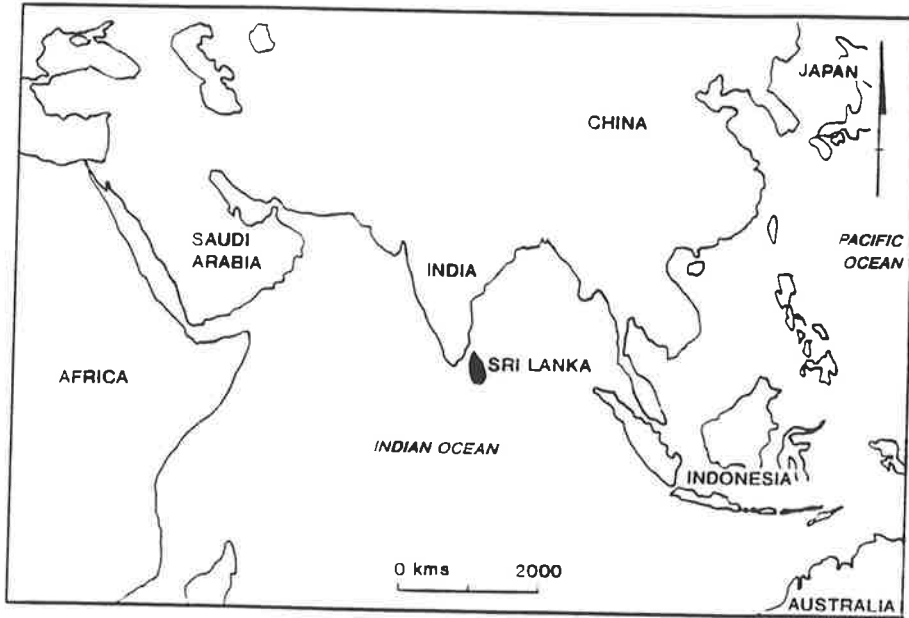 JAPAN
CHINA
SAUDI
ARABIA
INDIA
PACIFIC
OCEAN
SRI LANKA
AFRICA
INDIAN OCEAN
INDONESIA
0 kms 2000
AUSTRALIA